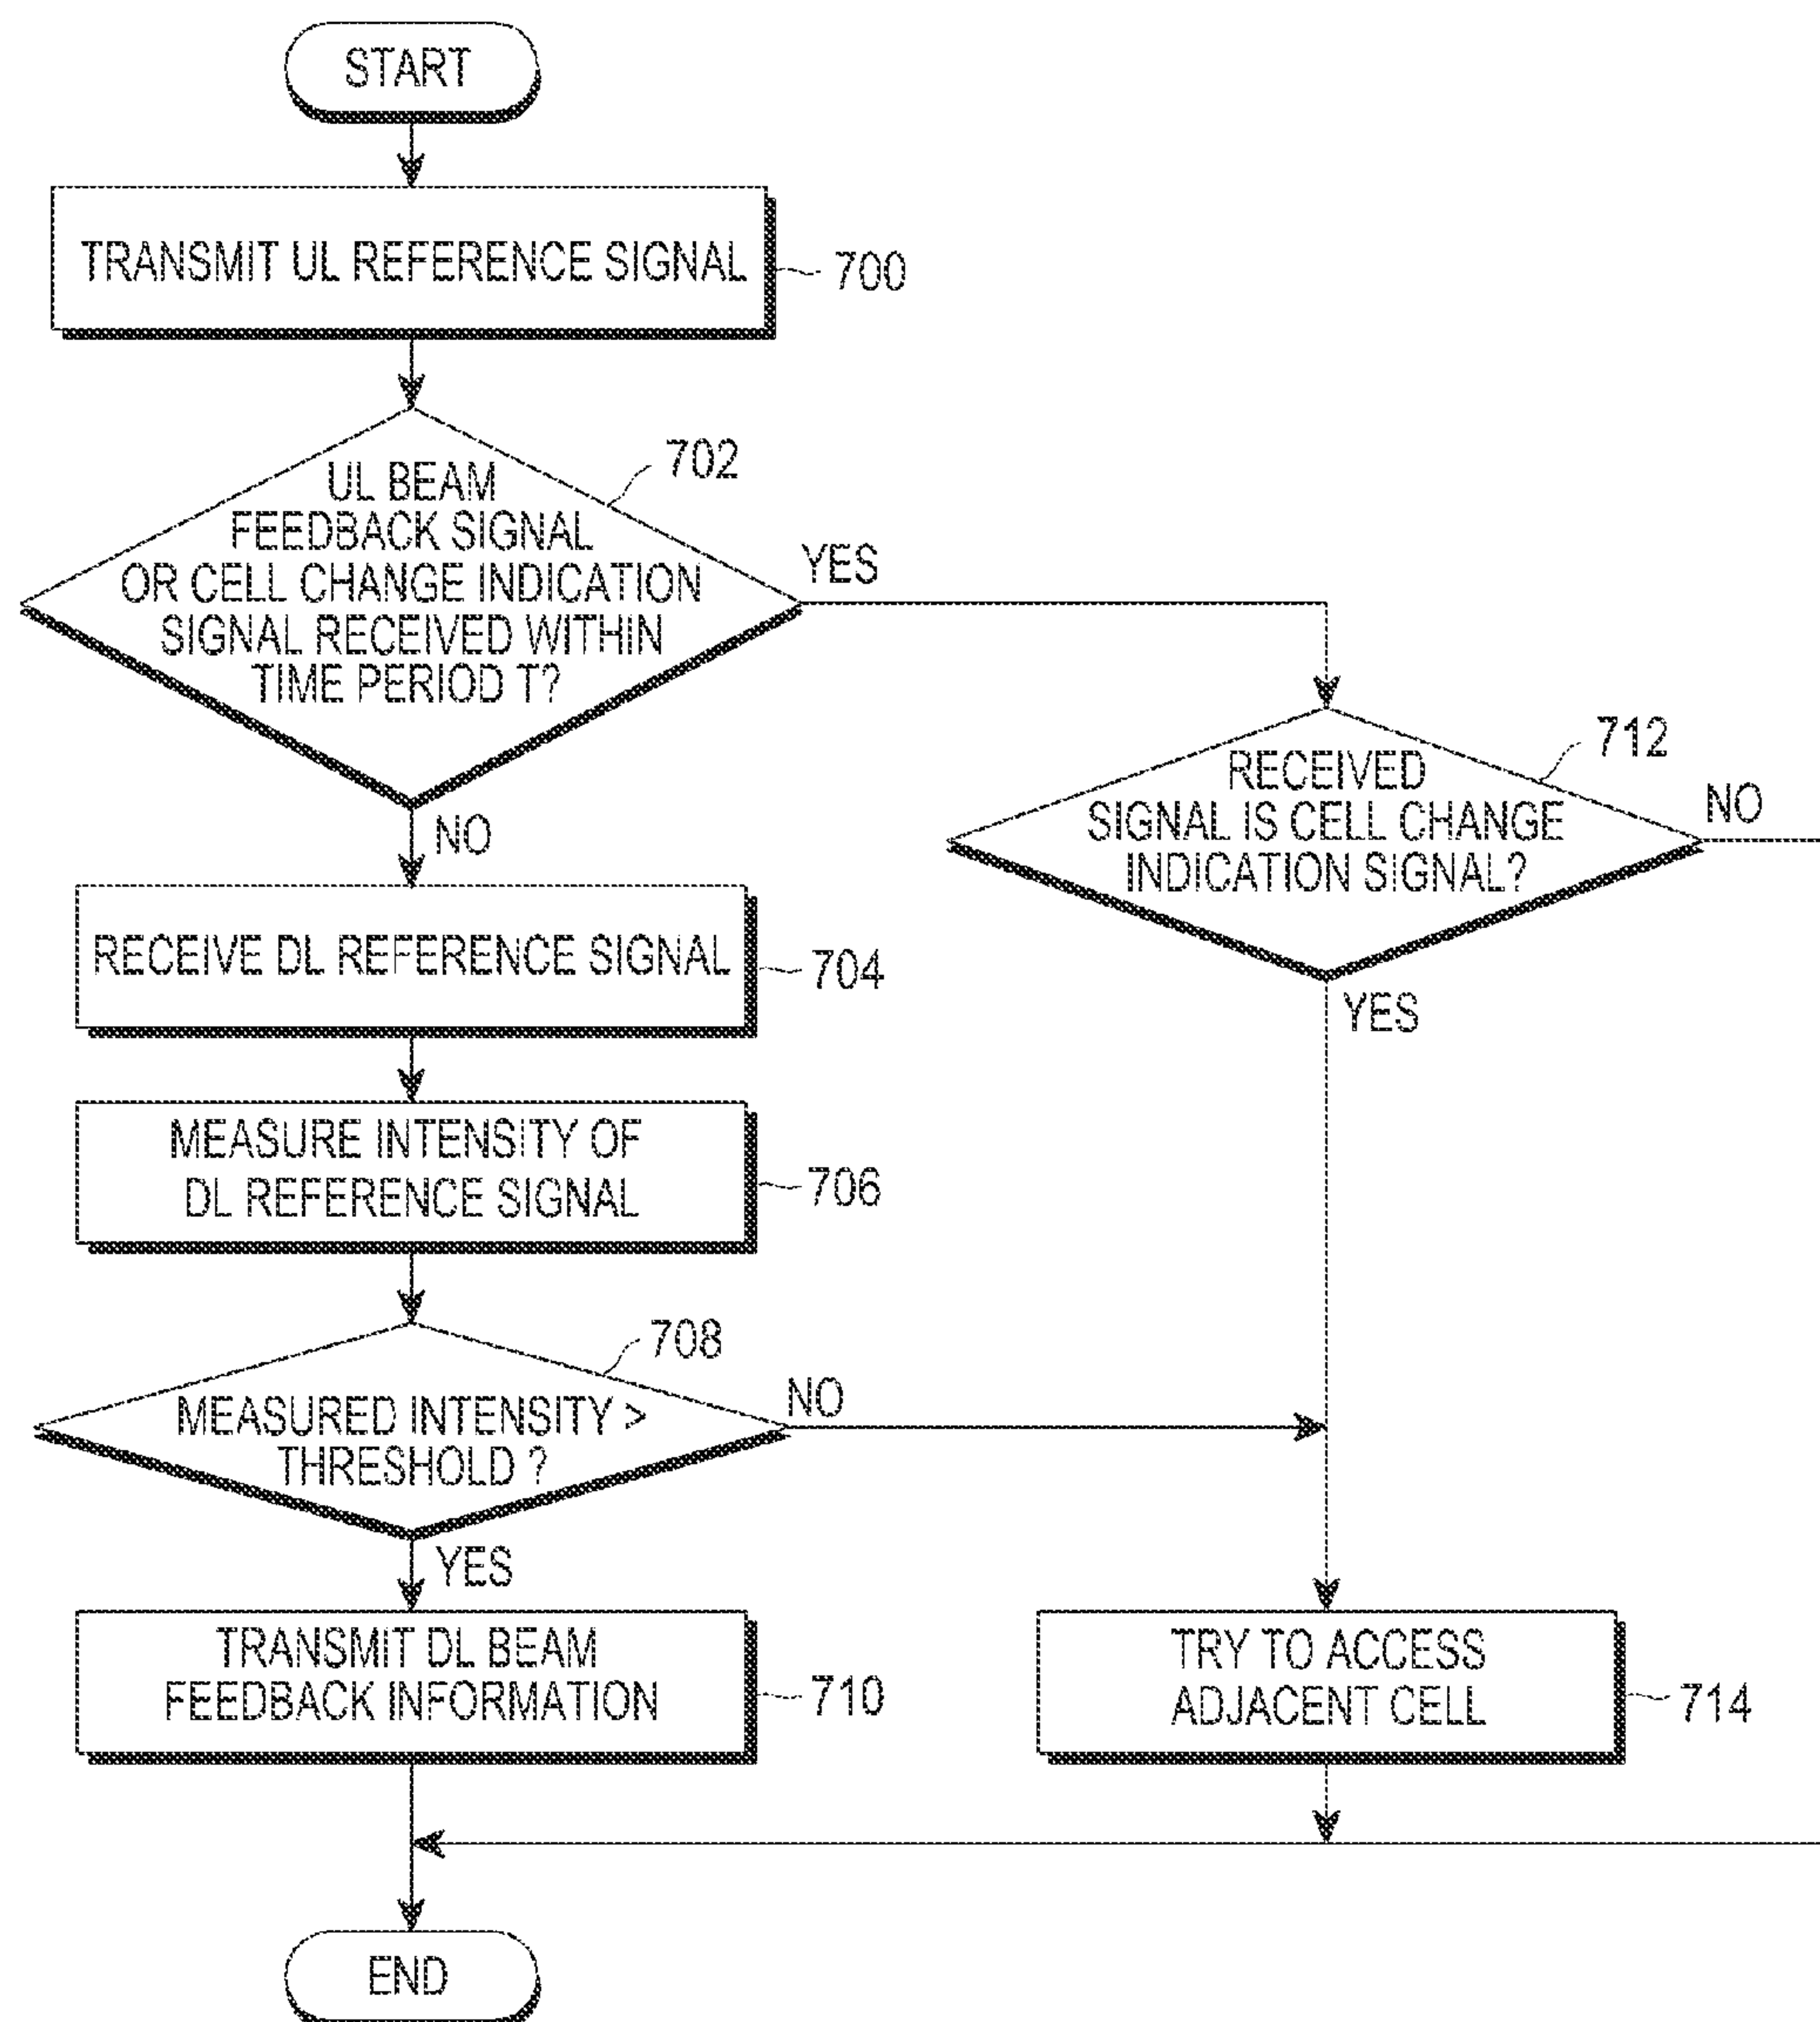 START
TRANSMIT UL REFERENCE SIGNAL
700
UL BEAM
FEEDBACK SIGNAL
OR CELL CHANGE INDICATION
SIGNAL RECEIVED WITHIN
TIME PERIOD T?
702
YES
NO
RECEIVED
SIGNAL IS CELL CHANGE
INDICATION SIGNAL?
712
NO
YES
RECEIVE DL REFERENCE SIGNAL
704
MEASURE INTENSITY OF
DL REFERENCE SIGNAL
706
MEASURED INTENSITY >
THRESHOLD ?
708
NO
YES
TRANSMIT DL BEAM
FEEDBACK INFORMATION
710
TRY TO ACCESS
ADJACENT CELL
714
END